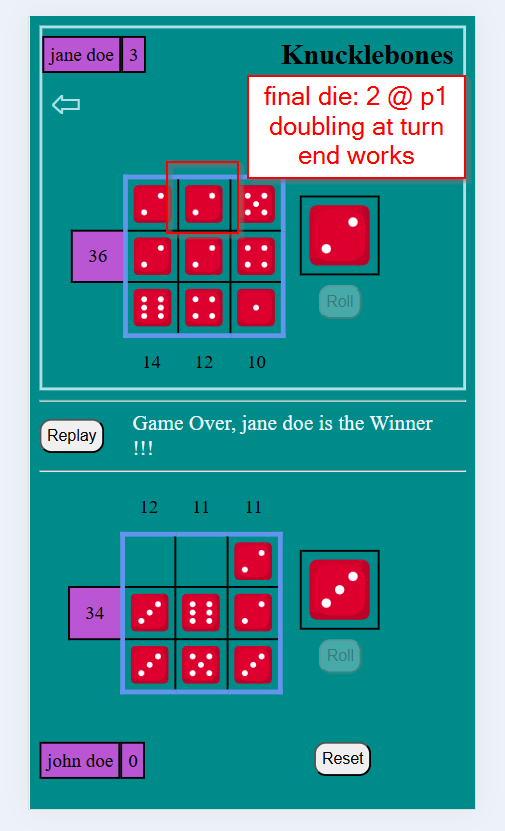 jane doe 3
Knucklebones
final die: 2 @ p1
doubling at turn
end works
36
Roll
14 12 10
Replay
Game Over, jane doe is the Winner
!!!
12 11 11
34
Roll
john doe 0
Reset